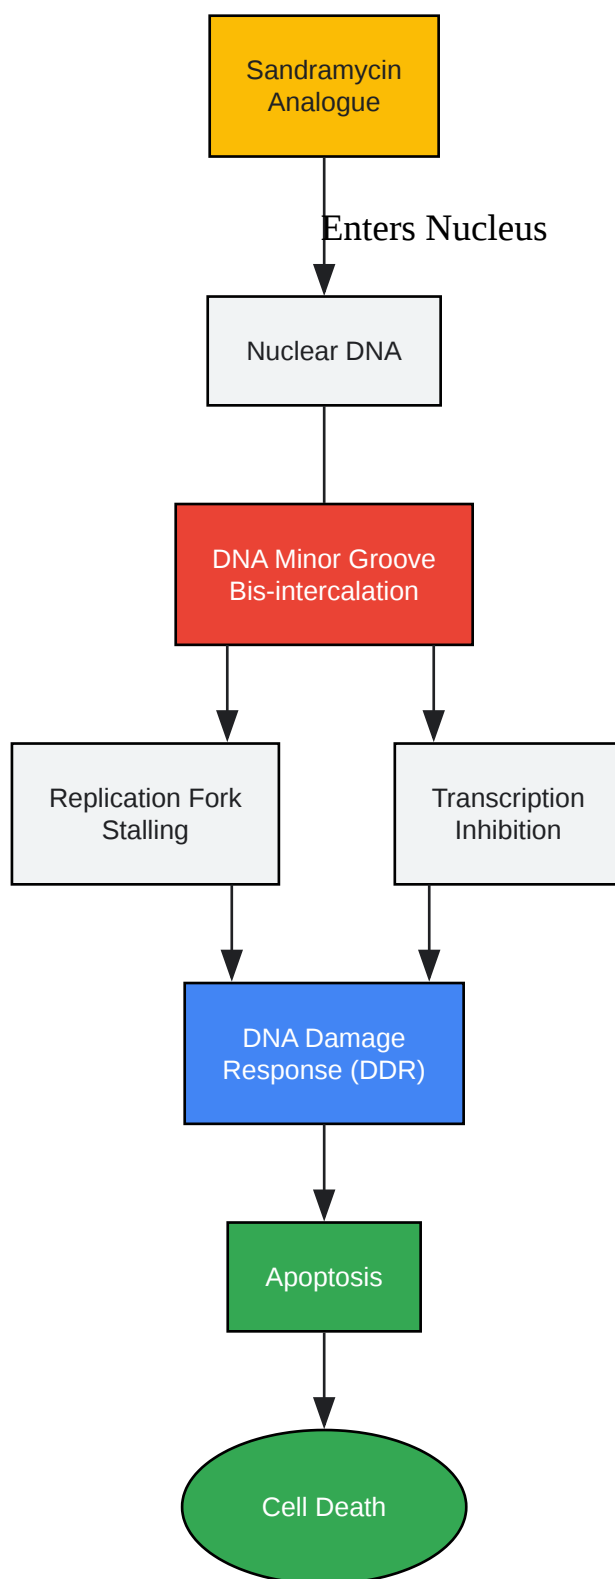 Sandramycin
Analogue
Enters Nucleus
Nuclear DNA
DNA Minor Groove
Bis-intercalation
Replication Fork
Stalling
Transcription
Inhibition
DNA Damage
Response (DDR)
Apoptosis
Cell Death